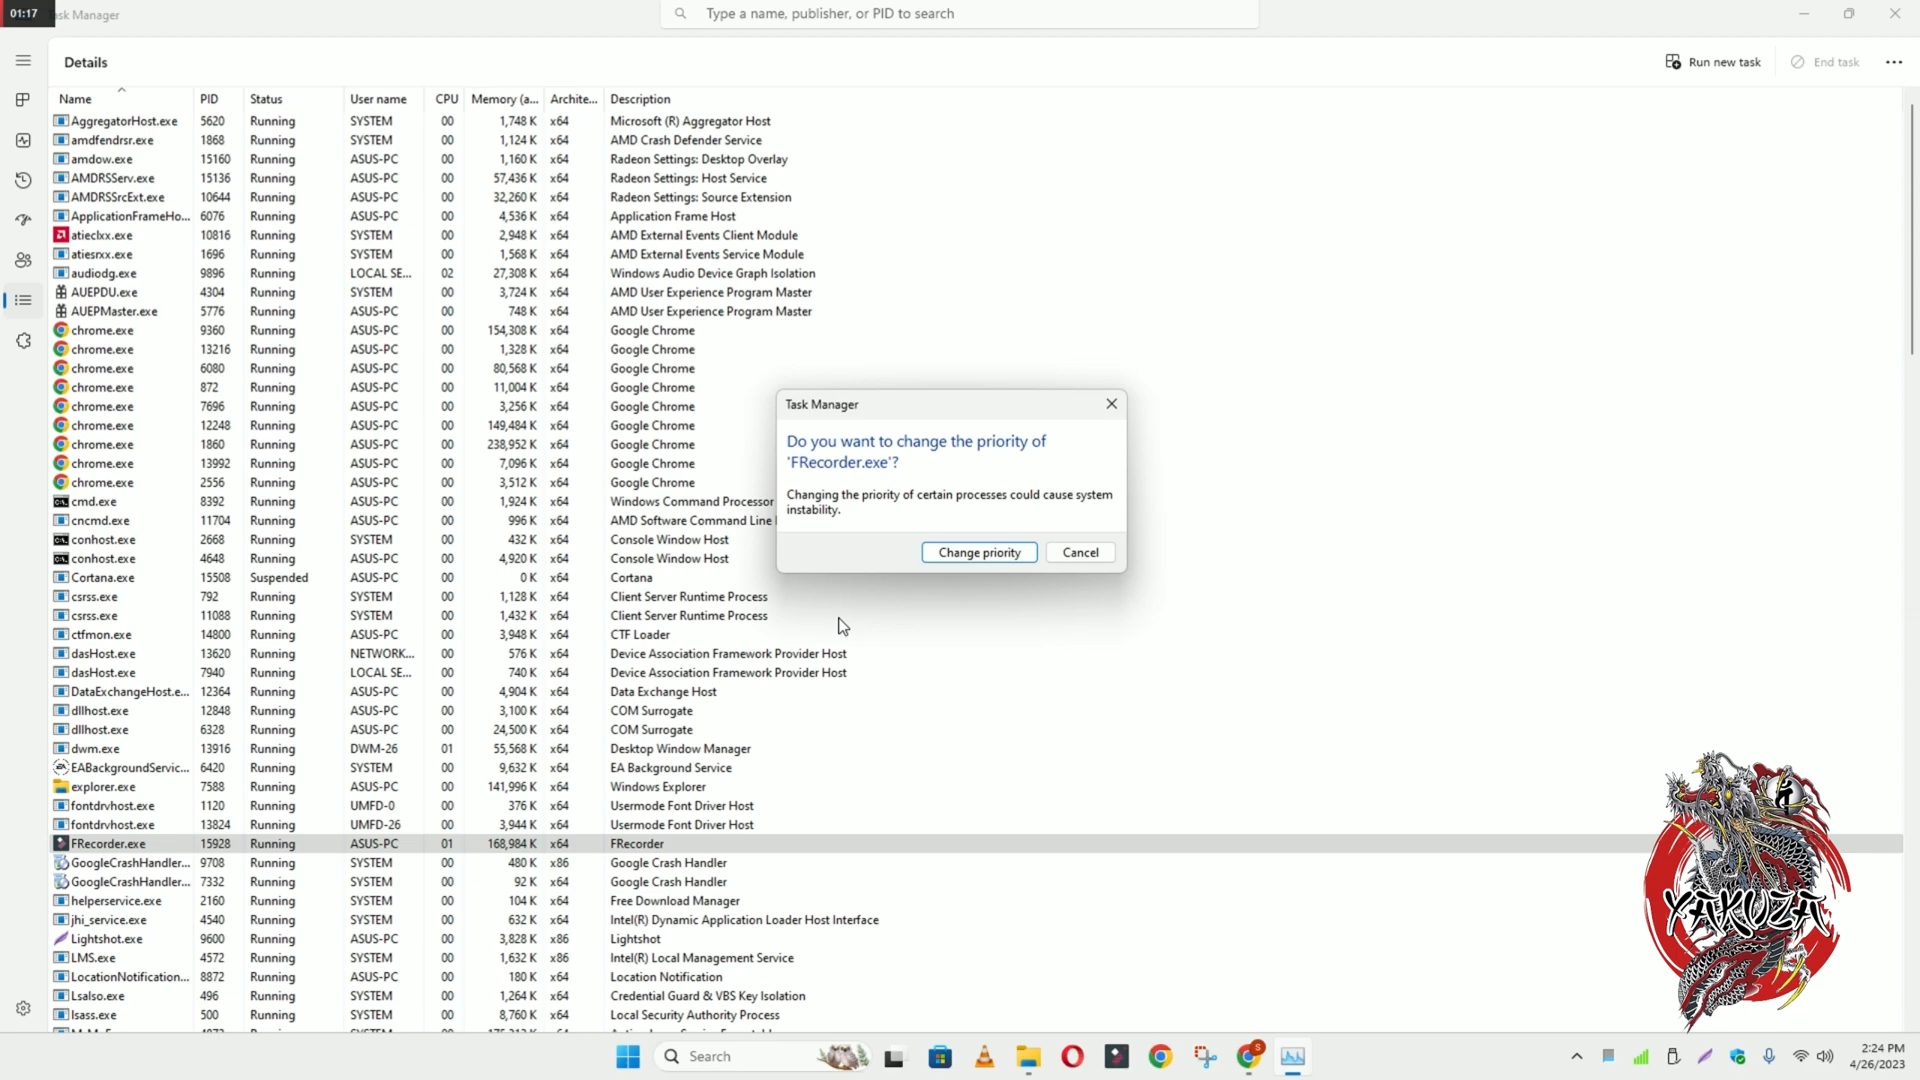 01:17
Task Manager
Type a name, publisher, or PID to search
Details
Run new task
End task
Name PID Status User name CPU Memory (a... Archite... Description
AggregatorHost.exe 5620 Running SYSTEM 00 1,748 K x64 Microsoft (R) Aggregator Host
amdfendrsr.exe 1868 Running SYSTEM 00 1,124 K x64 AMD Crash Defender Service
amdow.exe 15160 Running ASUS-PC 00 1,160 K x64 Radeon Settings: Desktop Overlay
AMDRSServ.exe 15136 Running ASUS-PC 00 57,436 K x64 Radeon Settings: Host Service
AMDRSSrcExt.exe 10644 Running ASUS-PC 00 32,260 K x64 Radeon Settings: Source Extension
ApplicationFrameHo... 6076 Running ASUS-PC 00 4,536 K x64 Application Frame Host
atieclxx.exe 10816 Running SYSTEM 00 2,948 K x64 AMD External Events Client Module
atiesrxx.exe 1696 Running SYSTEM 00 1,568 K x64 AMD External Events Service Module
audiodg.exe 9896 Running LOCAL SE... 02 27,308 K x64 Windows Audio Device Graph Isolation
AUEPDU.exe 4304 Running SYSTEM 00 3,724 K x64 AMD User Experience Program Master
AUEPMaster.exe 5776 Running ASUS-PC 00 748 K x64 AMD User Experience Program Master
chrome.exe 9360 Running ASUS-PC 00 154,308 K x64 Google Chrome
chrome.exe 13216 Running ASUS-PC 00 1,328 K x64 Google Chrome
chrome.exe 6080 Running ASUS-PC 00 80,568 K x64 Google Chrome
chrome.exe 872 Running ASUS-PC 00 11,004 K x64 Google Chrome
chrome.exe 7696 Running ASUS-PC 00 3,256 K x64 Google Chrome
chrome.exe 12248 Running ASUS-PC 00 149,484 K x64 Google Chrome
chrome.exe 1860 Running ASUS-PC 00 238,952 K x64 Google Chrome
chrome.exe 13992 Running ASUS-PC 00 7,096 K x64 Google Chrome
chrome.exe 2556 Running ASUS-PC 00 3,512 K x64 Google Chrome
cmd.exe 8392 Running ASUS-PC 00 1,924 K x64 Windows Command Processor
cncmd.exe 11704 Running ASUS-PC 00 996 K x64 AMD Software Command Line
conhost.exe 2668 Running SYSTEM 00 432 K x64 Console Window Host
conhost.exe 4648 Running ASUS-PC 00 4,920 K x64 Console Window Host
Cortana.exe 15508 Suspended ASUS-PC 00 0 K x64 Cortana
csrss.exe 792 Running SYSTEM 00 1,128 K x64 Client Server Runtime Process
csrss.exe 11088 Running SYSTEM 00 1,432 K x64 Client Server Runtime Process
ctfmon.exe 14800 Running ASUS-PC 00 3,948 K x64 CTF Loader
dasHost.exe 13620 Running NETWORK... 00 576 K x64 Device Association Framework Provider Host
dasHost.exe 7940 Running LOCAL SE... 00 740 K x64 Device Association Framework Provider Host
DataExchangeHost.e... 12364 Running ASUS-PC 00 4,904 K x64 Data Exchange Host
dllhost.exe 12848 Running ASUS-PC 00 3,100 K x64 COM Surrogate
dllhost.exe 6328 Running ASUS-PC 00 24,500 K x64 COM Surrogate
dwm.exe 13916 Running DWM-26 01 55,568 K x64 Desktop Window Manager
EABackgroundServic... 6420 Running SYSTEM 00 9,632 K x64 EA Background Service
explorer.exe 7588 Running ASUS-PC 00 141,996 K x64 Windows Explorer
fontdrvhost.exe 1120 Running UMFD-0 00 376 K x64 Usermode Font Driver Host
fontdrvhost.exe 13824 Running UMFD-26 00 3,944 K x64 Usermode Font Driver Host
FRecorder.exe 15928 Running ASUS-PC 01 168,984 K x64 FRecorder
GoogleCrashHandler... 9708 Running SYSTEM 00 480 K x86 Google Crash Handler
GoogleCrashHandler... 7332 Running SYSTEM 00 92 K x64 Google Crash Handler
helperservice.exe 2160 Running SYSTEM 00 104 K x64 Free Download Manager
jhi_service.exe 4540 Running SYSTEM 00 632 K x64 Intel(R) Dynamic Application Loader Host Interface
Lightshot.exe 9600 Running ASUS-PC 00 3,828 K x86 Lightshot
LMS.exe 4572 Running SYSTEM 00 1,632 K x86 Intel(R) Local Management Service
LocationNotification... 8872 Running ASUS-PC 00 180 K x64 Location Notification
Lsalso.exe 496 Running SYSTEM 00 1,264 K x64 Credential Guard & VBS Key Isolation
lsass.exe 500 Running SYSTEM 00 8,760 K x64 Local Security Authority Process
Task Manager
Do you want to change the priority of
'FRecorder.exe'?
Changing the priority of certain processes could cause system
instability.
Change priority
Cancel
YAKUZA
Search
S
2:24 PM
4/26/2023